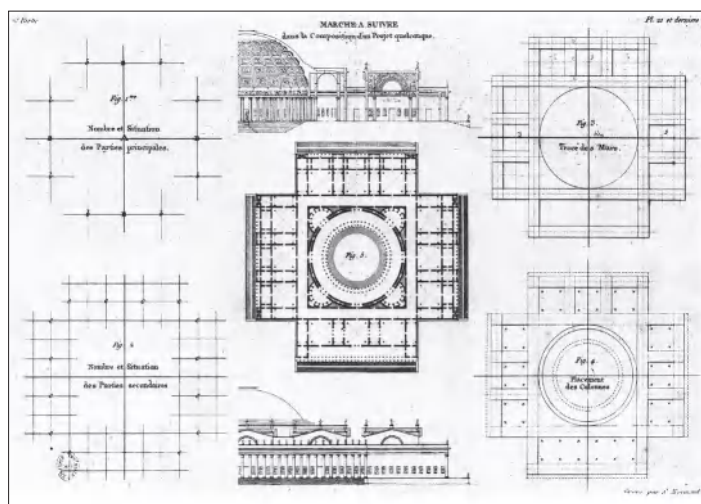 MARCHE A SUIVRE
dans la Composition d'un Projet quelconque.
Fig. 1ere
Nombre et Situation
des Parties principales.
Fig. 3.
Tracé des Murs.
Fig. 5.
Fig. 2
Nombre et Situation
des Parties secondaires
Fig. 4.
Placement
des Colonnes